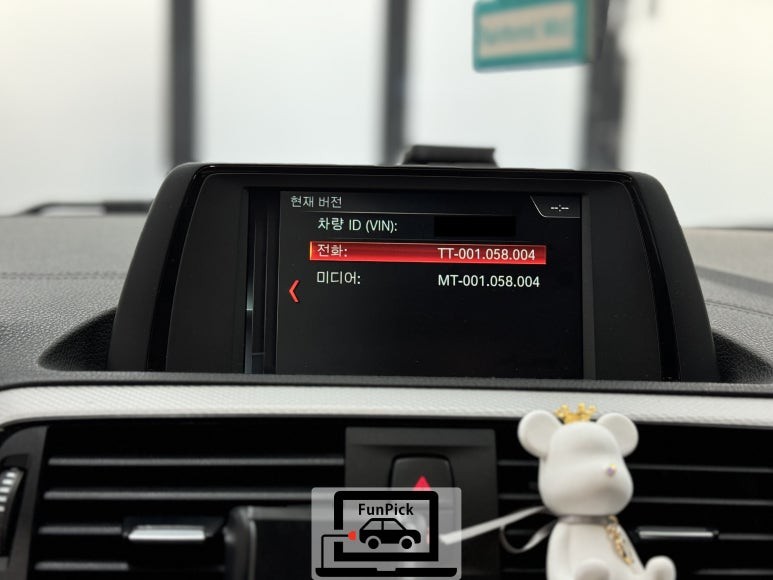 현재 버전
--:--
차량 ID (VIN):
전화: TT-001.058.004
미디어: MT-001.058.004
FunPick